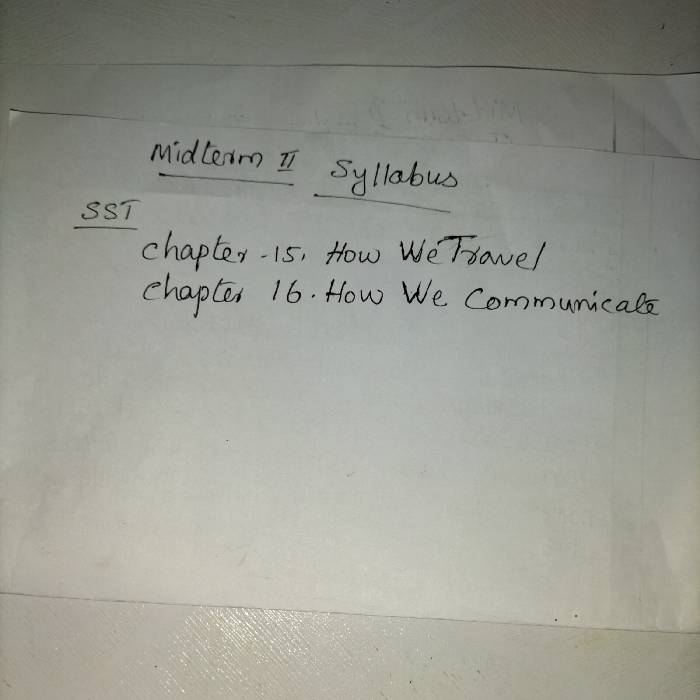 Midterm II Syllabus
SST
Chapter -15. How We Travel
Chapter 16. How We Communicate